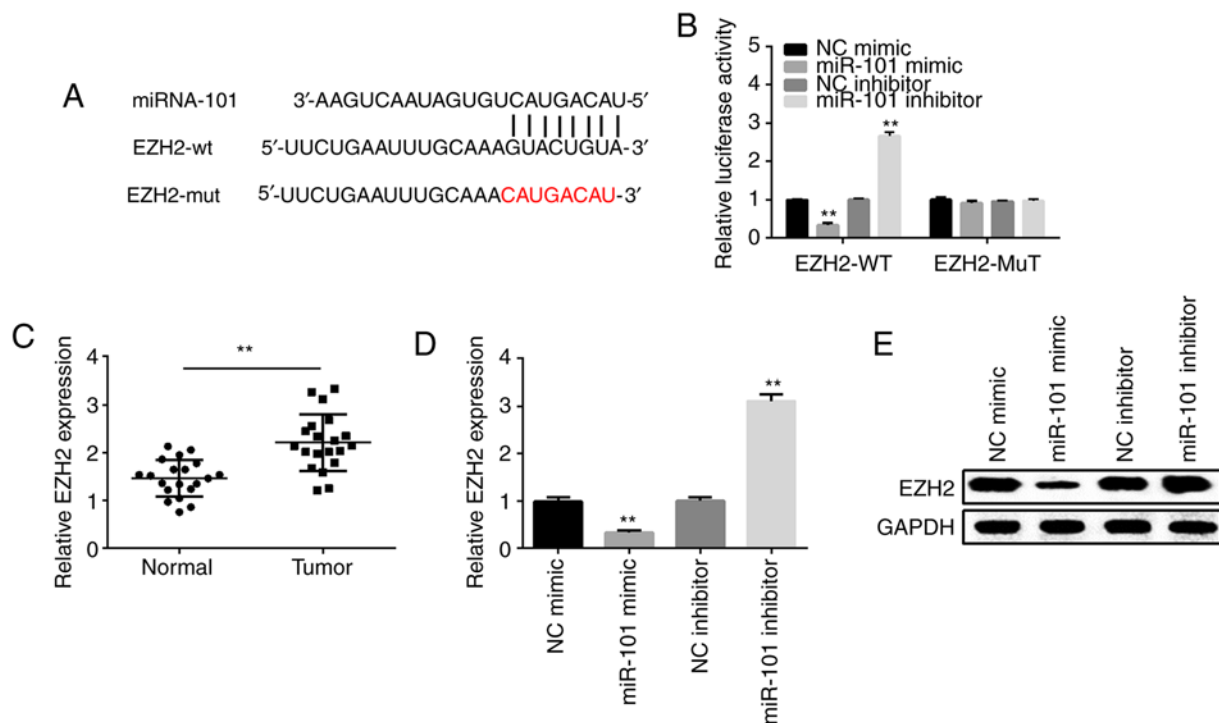 A
miRNA-101 3′-AAGUCAAUAGUGUCAUGACAU-5′
EZH2-wt 5′-UUCUGAAUUUGCAAAGUACUGUA-3′
EZH2-mut 5′-UUCUGAAUUUGCAAACAUGACAU-3′
B
Relative luciferase activity
5
4
3
2
1
0
NC mimic
miR-101 mimic
NC inhibitor
miR-101 inhibitor
**
**
EZH2-WT EZH2-MuT
C
Relative EZH2 expression
4
3
2
1
0
**
Normal Tumor
D
Relative EZH2 expression
4
3
2
1
0
**
**
NC mimic
miR-101 mimic
NC inhibitor
miR-101 inhibitor
E
NC mimic
miR-101 mimic
NC inhibitor
miR-101 inhibitor
EZH2
GAPDH